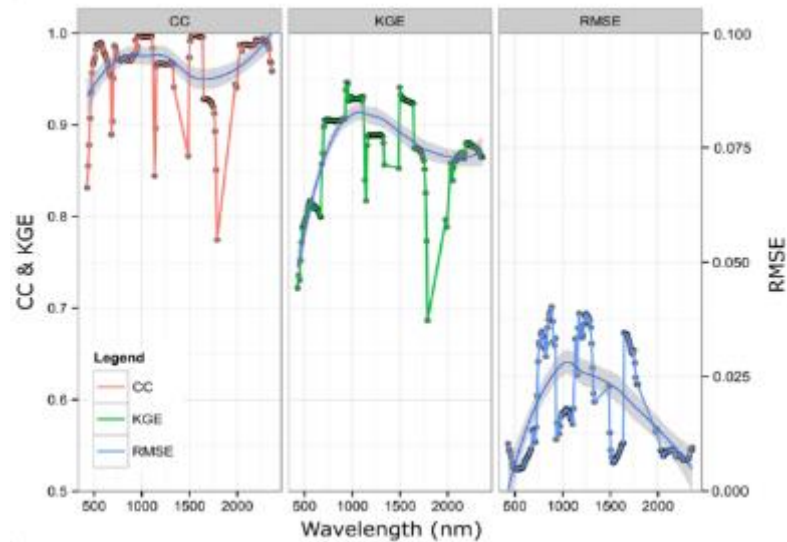 CC KGE RMSE
1.0 0.100
0.9
0.075
0.8
CC & KGE RMSE
0.050
0.7
Legend
CC
0.025
0.6
KGE
RMSE
0.5 0.000
500 1000 1500 2000 500 1000 1500 2000 500 1000 1500 2000
Wavelength (nm)